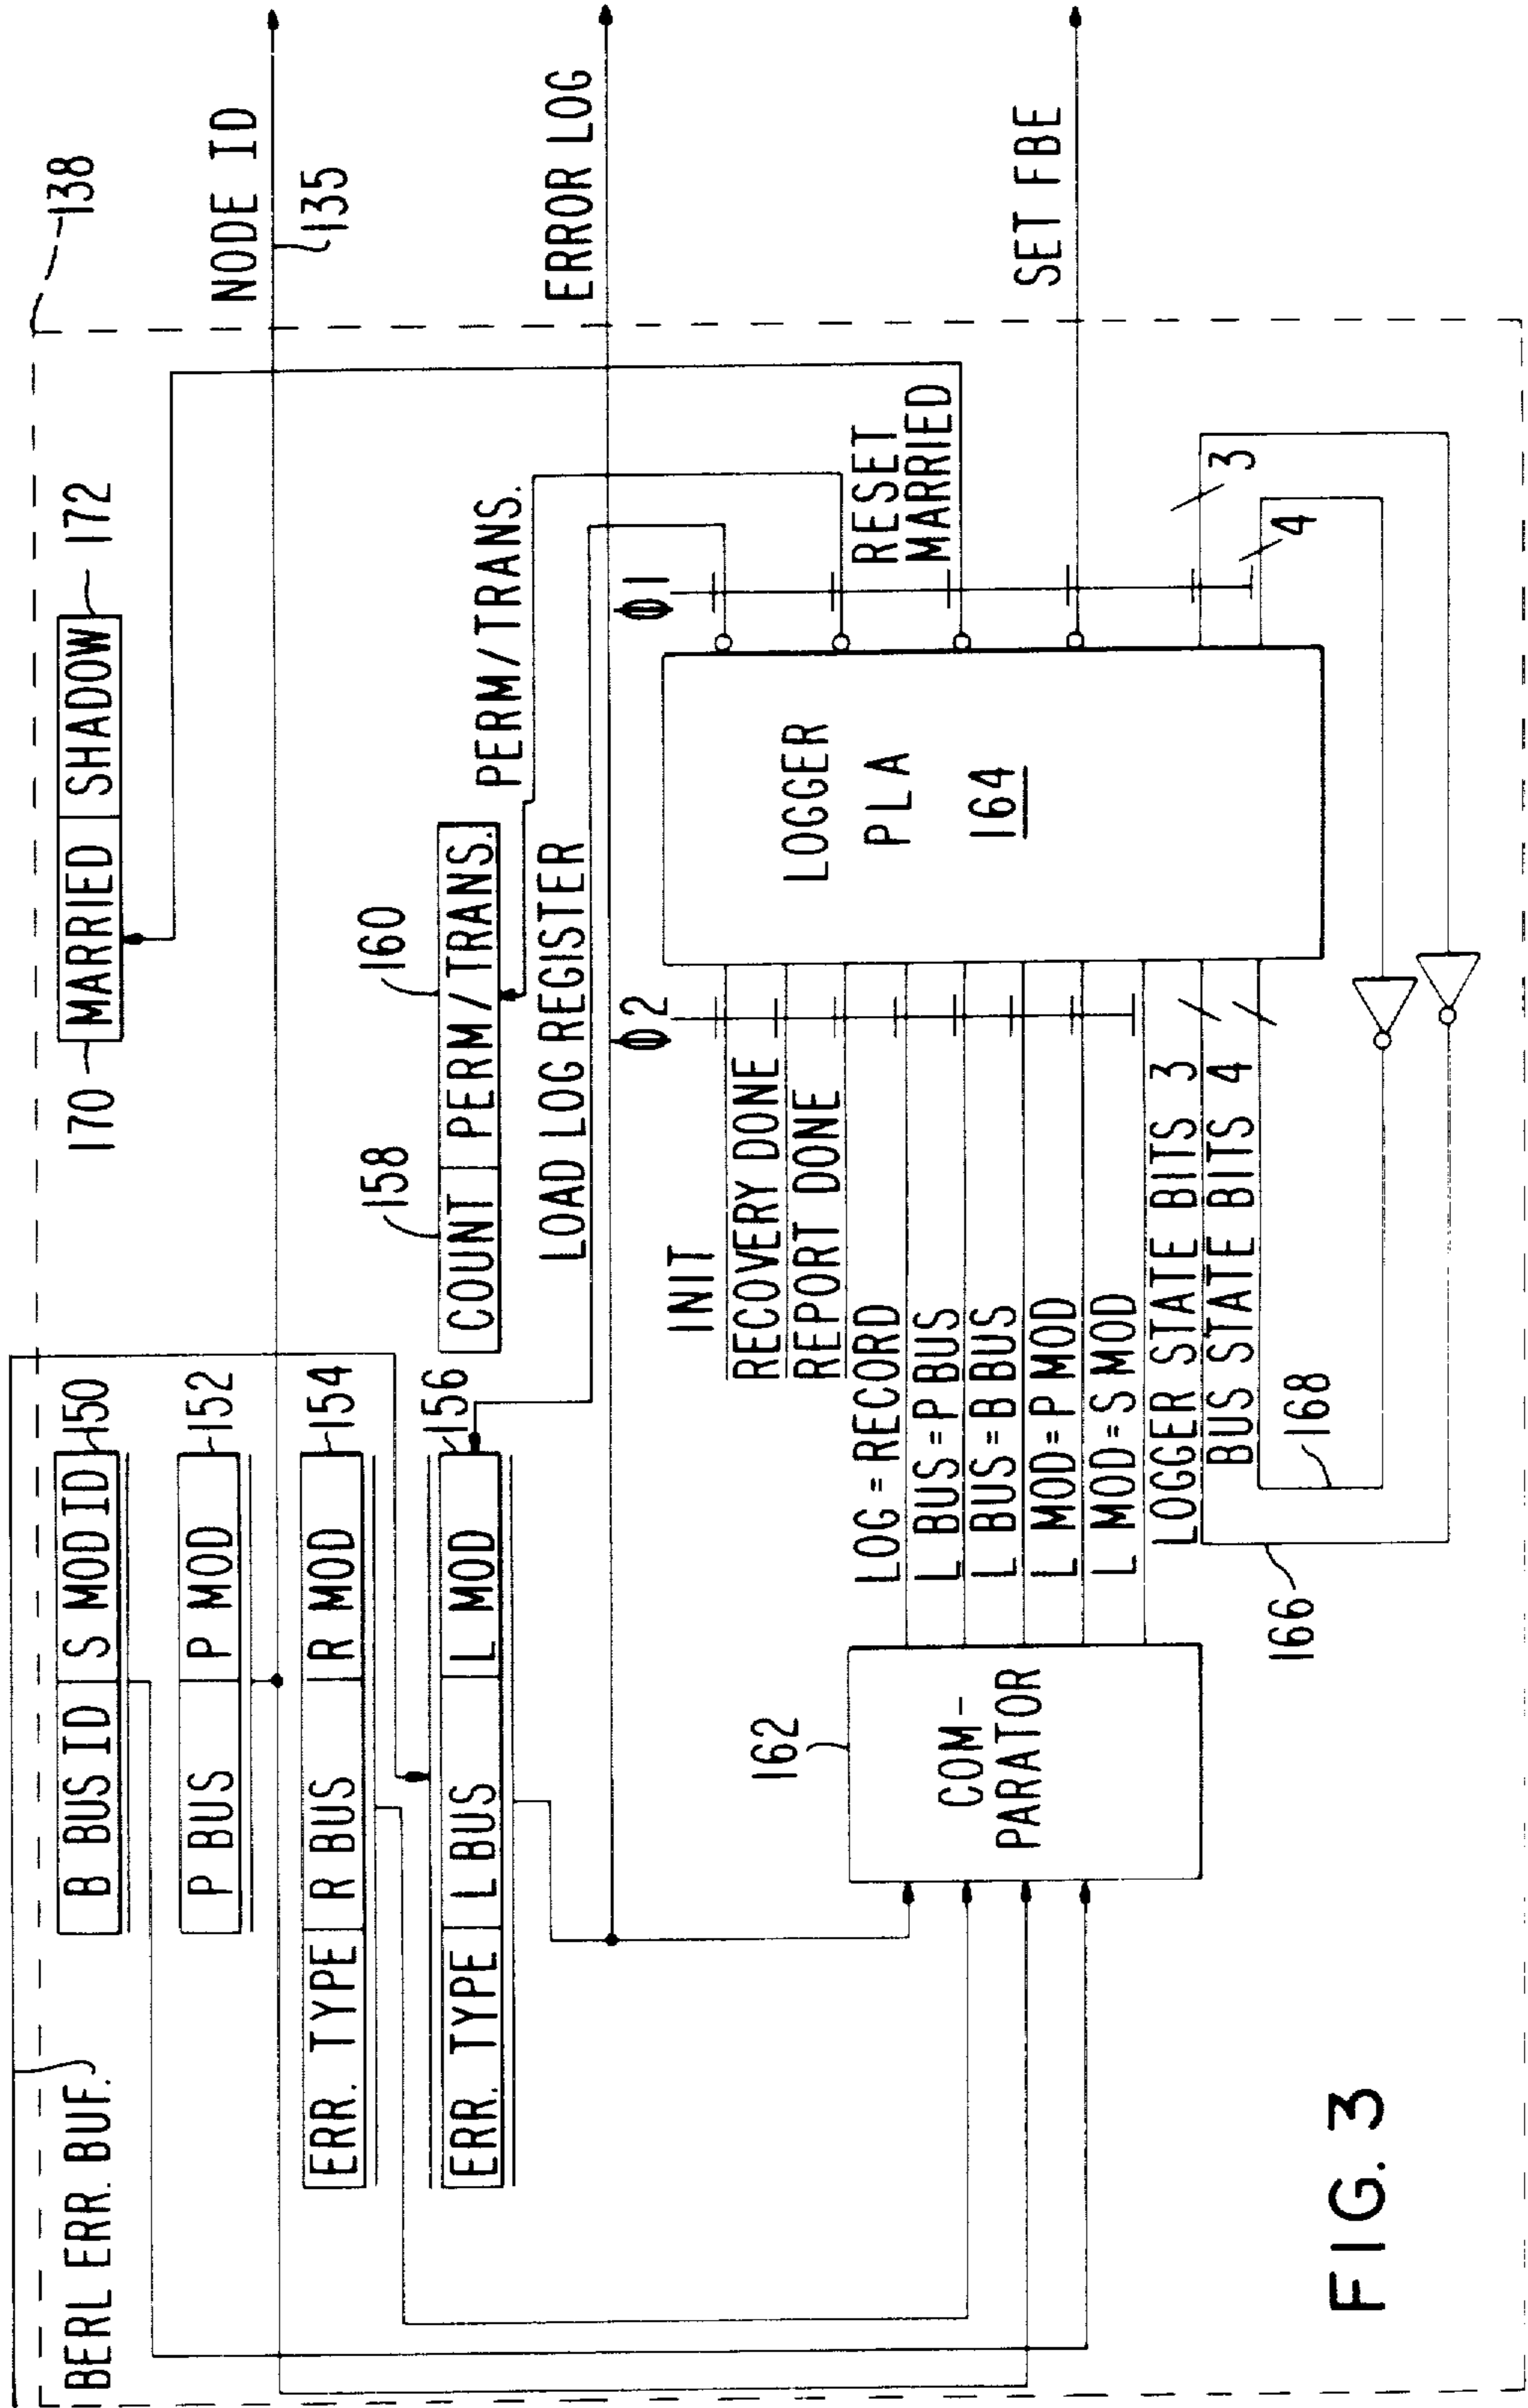 BERL ERR. BUF.
138
B BUS ID S MOD ID 150
P BUS P MOD 152
ERR. TYPE R BUS R MOD 154
ERR. TYPE L BUS L MOD 156
170 MARRIED SHADOW 172
NODE ID
135
158
160
COUNT PERM/TRANS.
PERM/TRANS.
LOAD LOG REGISTER
ERROR LOG
Φ2
Φ1
INIT
RECOVERY DONE
REPORT DONE
LOG = RECORD
L BUS = P BUS
L BUS = B BUS
L MOD = P MOD
L MOD = S MOD
LOGGER STATE BITS 3
BUS STATE BITS 4
162
COM-
PARATOR
LOGGER
PLA
164
RESET
MARRIED
SET FBE
3
4
166
168
FIG. 3